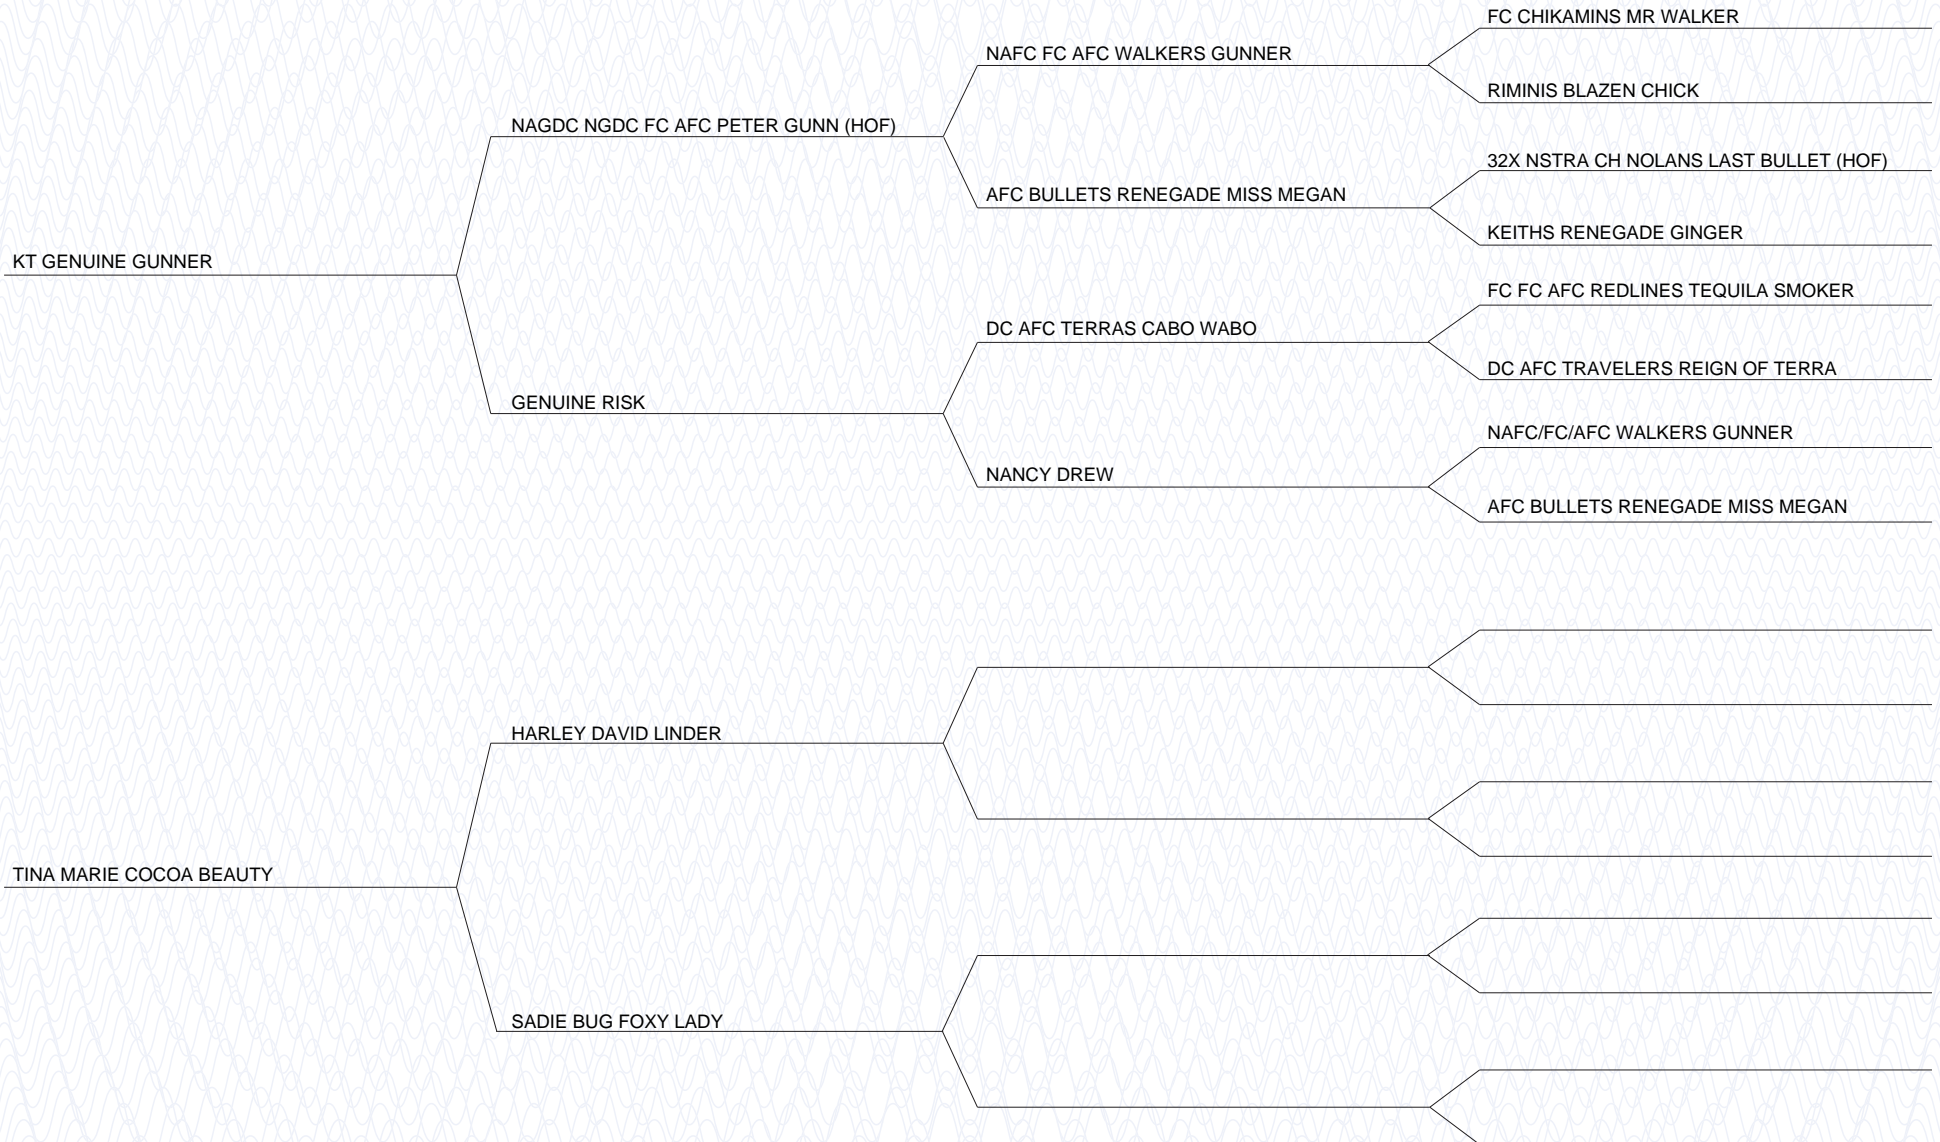 FC CHIKAMINS MR WALKER
NAFC FC AFC WALKERS GUNNER
RIMINIS BLAZEN CHICK
NAGDC NGDC FC AFC PETER GUNN (HOF)
32X NSTRA CH NOLANS LAST BULLET (HOF)
AFC BULLETS RENEGADE MISS MEGAN
KEITHS RENEGADE GINGER
KT GENUINE GUNNER
FC FC AFC REDLINES TEQUILA SMOKER
DC AFC TERRAS CABO WABO
DC AFC TRAVELERS REIGN OF TERRA
GENUINE RISK
NAFC/FC/AFC WALKERS GUNNER
NANCY DREW
AFC BULLETS RENEGADE MISS MEGAN
HARLEY DAVID LINDER
TINA MARIE COCOA BEAUTY
SADIE BUG FOXY LADY